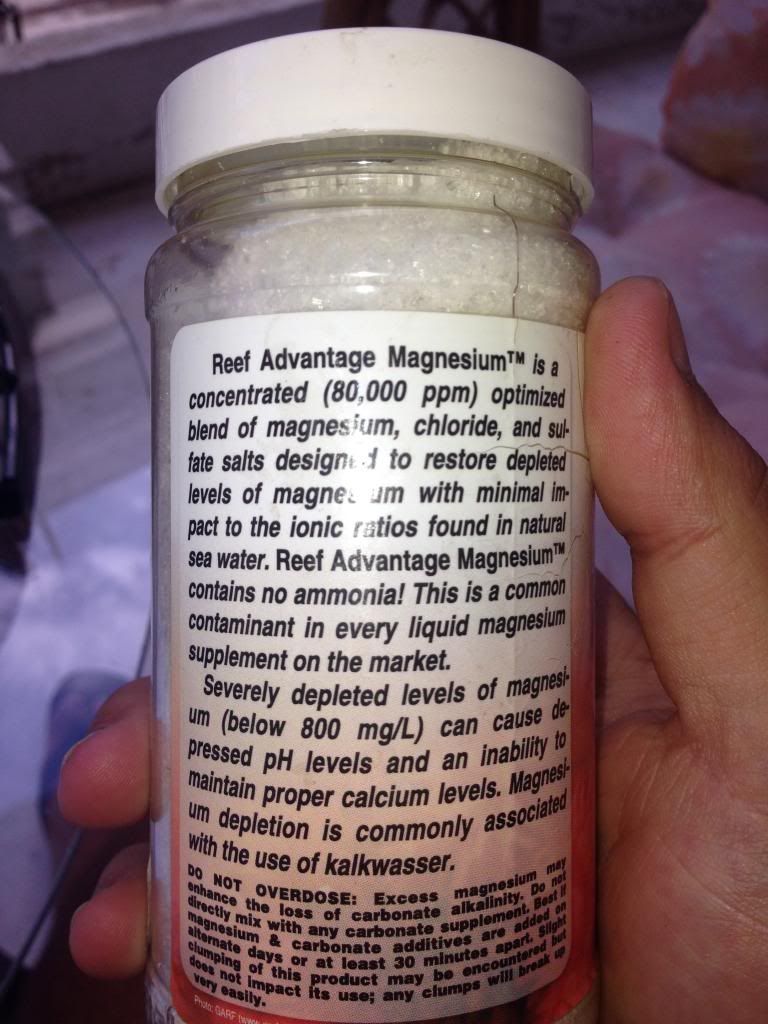 Reef Advantage Magnesium™ is a
concentrated (80,000 ppm) optimized
blend of magnesium, chloride, and sul-
fate salts designed to restore depleted
levels of magnesium with minimal im-
pact to the ionic ratios found in natural
sea water. Reef Advantage Magnesium™
contains no ammonia! This is a common
contaminant in every liquid magnesium
supplement on the market.
Severely depleted levels of magnesi-
um (below 800 mg/L) can cause de-
pressed pH levels and an inability to
maintain proper calcium levels. Magnesi-
um depletion is commonly associated
with the use of kalkwasser.
DO NOT OVERDOSE: Excess magnesium may
enhance the loss of carbonate alkalinity. Do not
directly mix with any carbonate supplement. Best if
magnesium & carbonate additives are added on
alternate days or at least 30 minutes apart. Slight
clumping of this product may be encountered but
does not impact its use; any clumps will break up
very easily.
Photo: GARF (www.